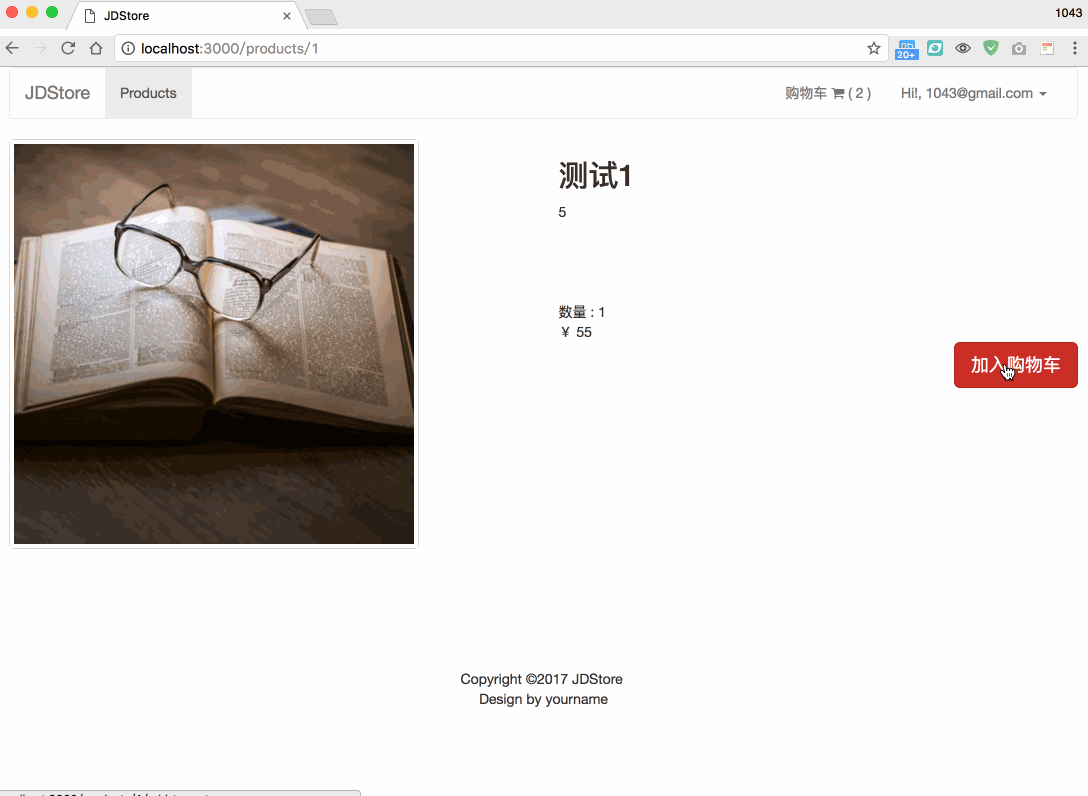 JDStore
1043
localhost:3000/products/1
20+
JDStore Products 购物车 ( 2 ) Hi!, 1043@gmail.com
测试1
5
数量 : 1
￥ 55
加入购物车
Copyright ©2017 JDStore
Design by yourname